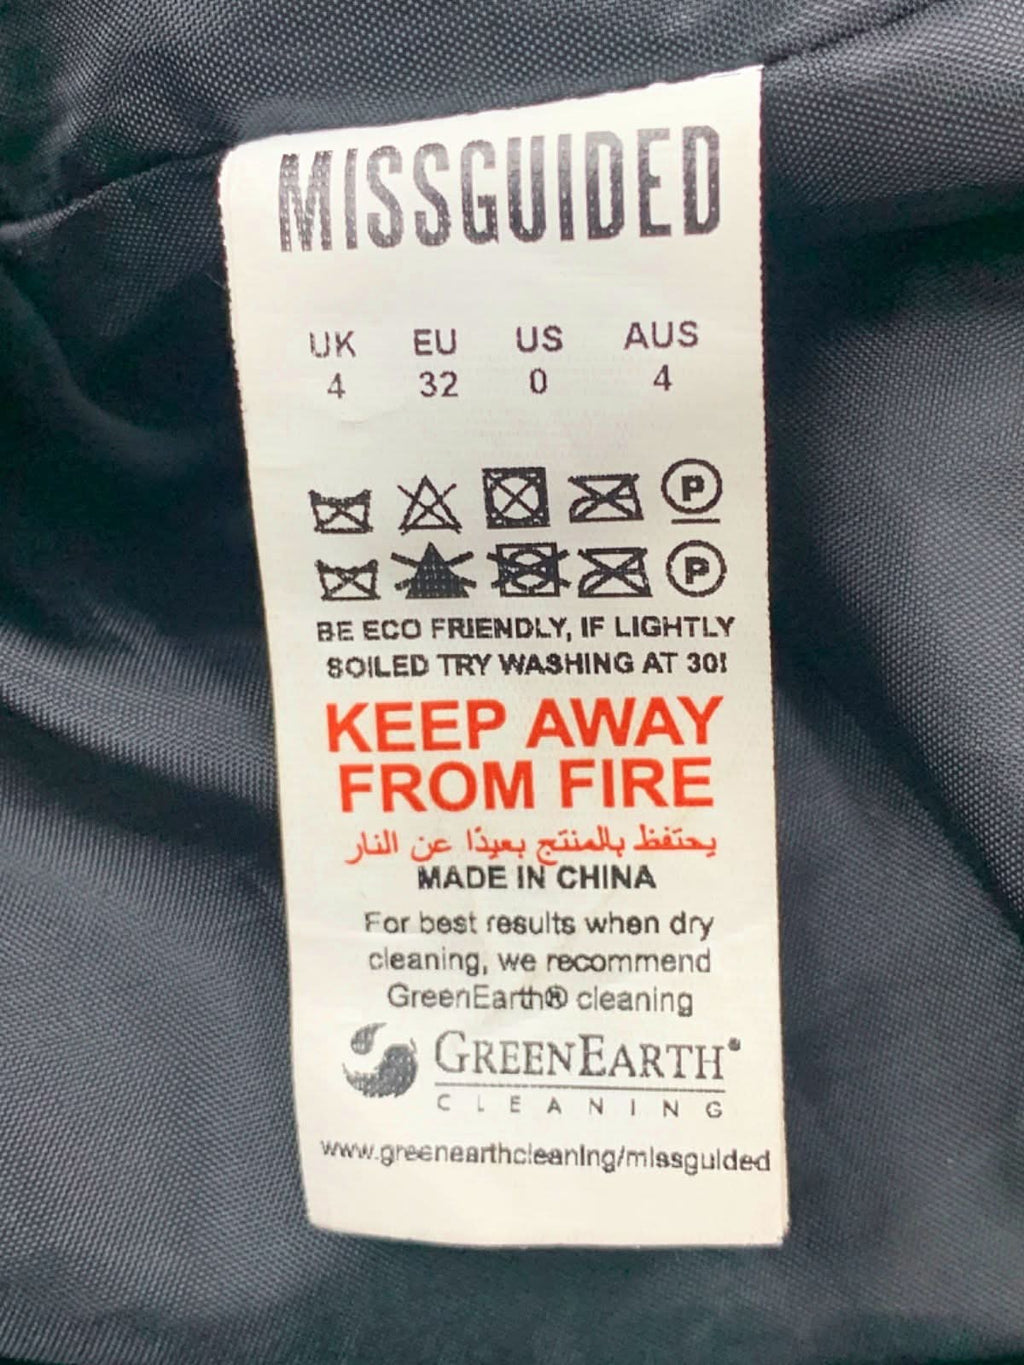 MISSGUIDED
UK EU US AUS
4 32 0 4
P
P
BE ECO FRIENDLY, IF LIGHTLY
SOILED TRY WASHING AT 30!
KEEP AWAY
FROM FIRE
يحتفظ بالمنتج بعيدًا عن النار
MADE IN CHINA
For best results when dry
cleaning, we recommend
GreenEarth® cleaning
GREENEARTH®
CLEANING
www.greenearthcleaning/missguided